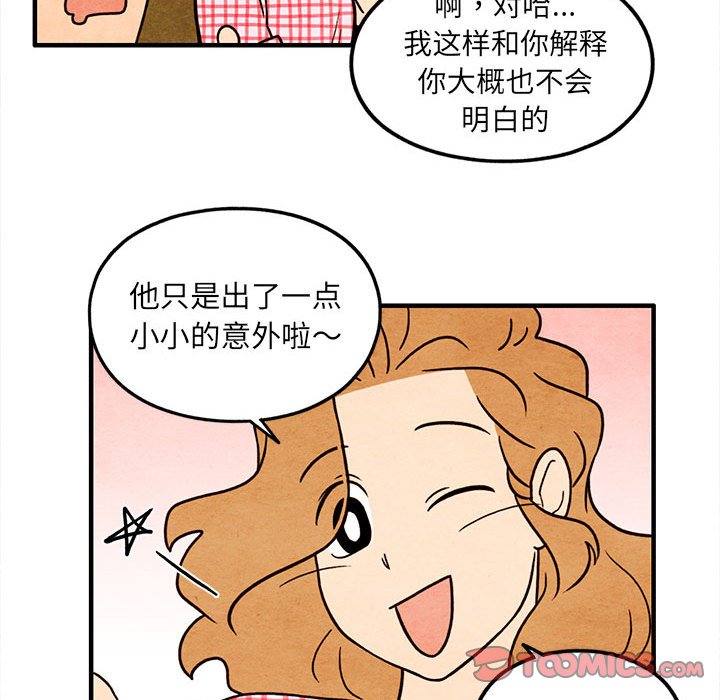 啊，对哈...
我这样和你解释
你大概也不会
明白的
他只是出了一点
小小的意外啦～
TOOMICS.COM